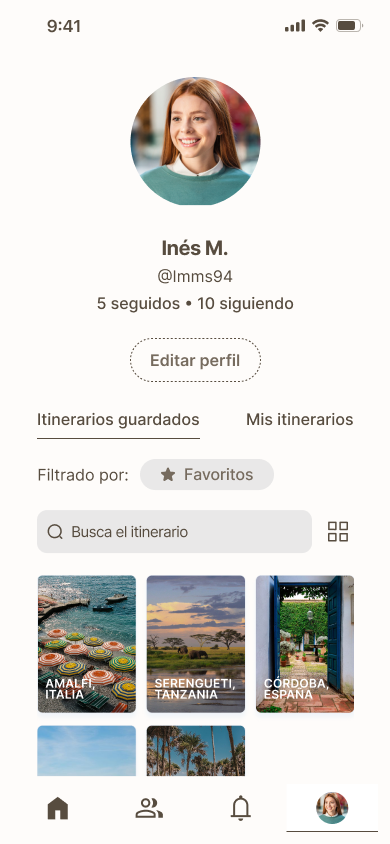 9:41
Inés M.
@Imms94
5 seguidos • 10 siguiendo
Editar perfil
Itinerarios guardados
Mis itinerarios
Filtrado por:
Favoritos
Busca el itinerario
AMALFI,
ITALIA
SERENGUETI,
TANZANIA
CÓRDOBA,
ESPAÑA